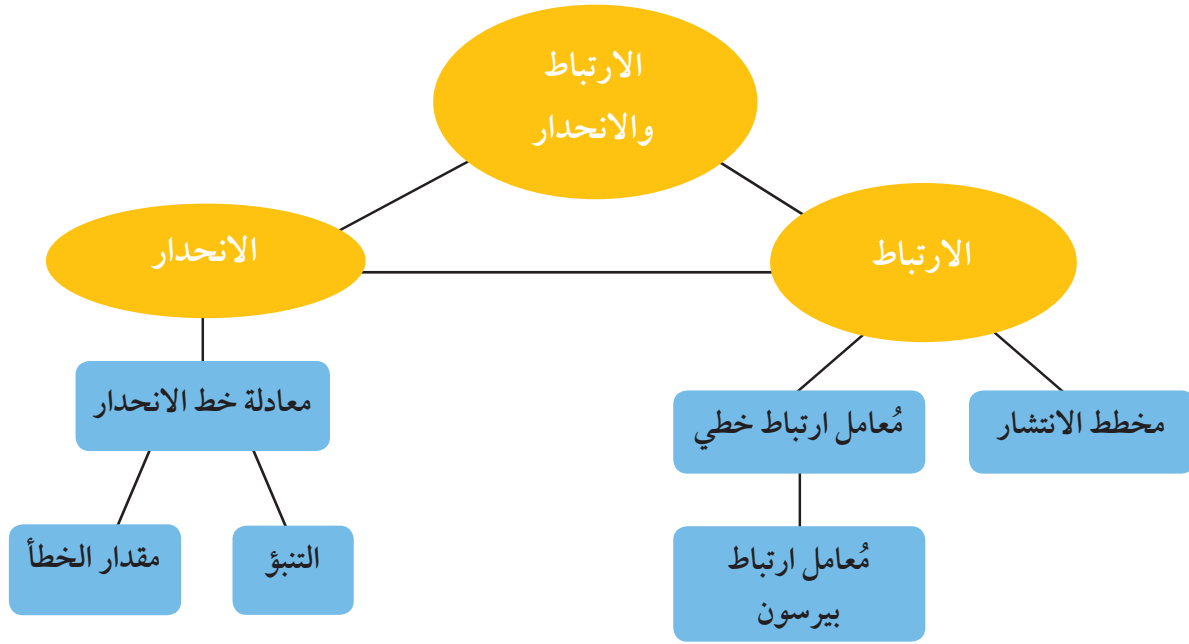 الارتباط
والانحدار
الارتباط
الانحدار
مخطط الانتشار
مُعامل ارتباط خطي
معادلة خط الانحدار
مُعامل ارتباط
بيرسون
التنبؤ
مقدار الخطأ